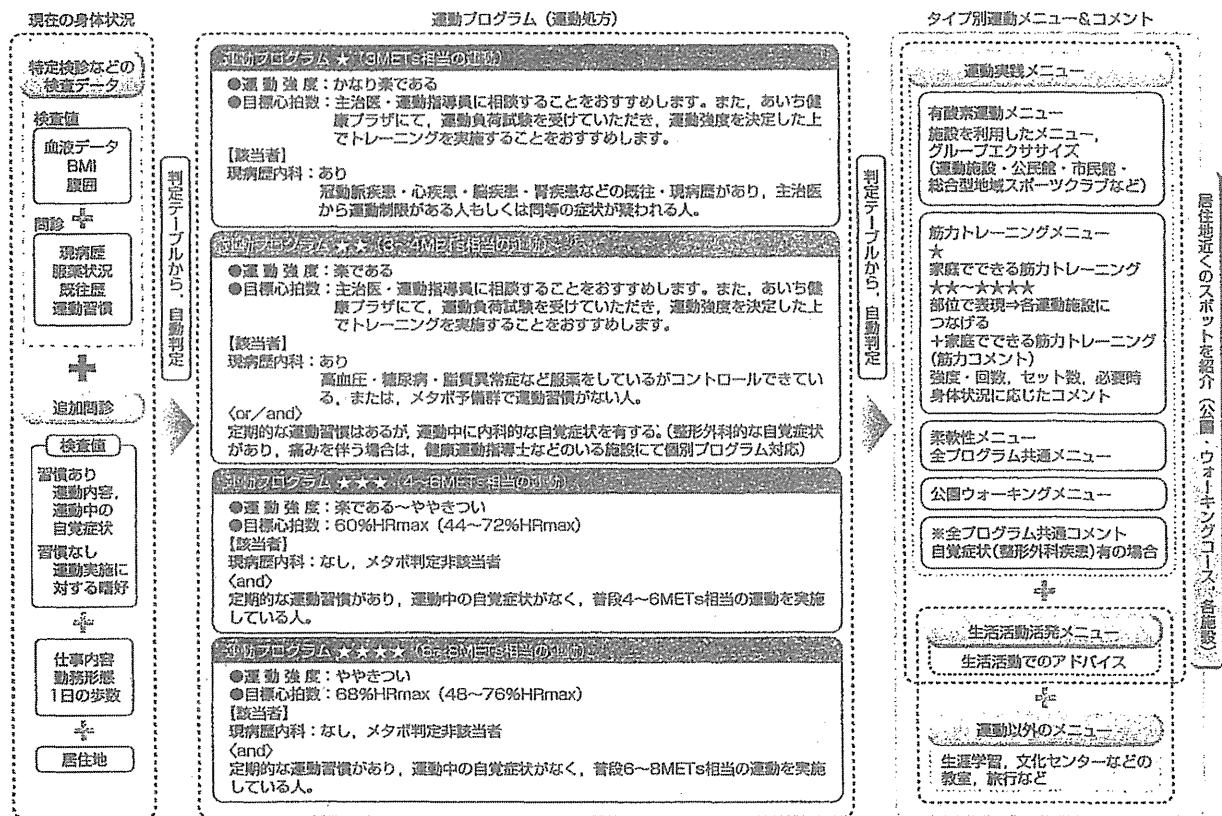 現在の身体状況
特定検診などの
検査データ
検査値
血液データ
BMI
腹囲
問診
現病歴
服薬状況
既往歴
運動習慣
追加問診
検査値
習慣あり
運動内容，
運動中の
自覚症状
習慣なし
運動実施に
対する嗜好
仕事内容
勤務形態
1日の歩数
居住地
判定テーブルから，自動判定
運動プログラム（運動処方）
運動プログラム ★（3METs相当の運動）
●運 動 強 度：かなり楽である
●目標心拍数：主治医・運動指導員に相談することをおすすめします。また，あいち健
康プラザにて，運動負荷試験を受けていただき，運動強度を決定した上
でトレーニングを実施することをおすすめします。
【該当者】
現病歴内科：あり
冠動脈疾患・心疾患・脳疾患・腎疾患などの既往・現病歴があり，主治医
から運動制限がある人もしくは同等の症状が疑われる人。
運動プログラム ★★（3～4METs相当の運動）
●運 動 強 度：楽である
●目標心拍数：主治医・運動指導員に相談することをおすすめします。また，あいち健
康プラザにて，運動負荷試験を受けていただき，運動強度を決定した上
でトレーニングを実施することをおすすめします。
【該当者】
現病歴内科：あり
高血圧・糖尿病・脂質異常症など服薬をしているがコントロールできてい
る，または，メタボ予備群で運動習慣がない人。
〈or／and〉
定期的な運動習慣はあるが，運動中に内科的な自覚症状を有する。（整形外科的な自覚症状
があり，痛みを伴う場合は，健康運動指導士などのいる施設にて個別プログラム対応）
運動プログラム ★★★（4～6METs相当の運動）
●運 動 強 度：楽である～ややきつい
●目標心拍数：60%HRmax（44～72%HRmax）
【該当者】
現病歴内科：なし，メタボ判定非該当者
〈and〉
定期的な運動習慣があり，運動中の自覚症状がなく，普段4～6METs相当の運動を実施
している人。
運動プログラム ★★★★（6～8METs相当の運動）
●運 動 強 度：ややきつい
●目標心拍数：68%HRmax（48～76%HRmax）
【該当者】
現病歴内科：なし，メタボ判定非該当者
〈and〉
定期的な運動習慣があり，運動中の自覚症状がなく，普段6～8METs相当の運動を実施
している人。
判定テーブルから，自動判定
タイプ別運動メニュー＆コメント
運動実践メニュー
有酸素運動メニュー
施設を利用したメニュー，
グループエクササイズ
（運動施設・公民館・市民館・
総合型地域スポーツクラブなど）
筋力トレーニングメニュー
★
家庭でできる筋力トレーニング
★★～★★★★
部位で表現⇒各運動施設に
つなげる
＋家庭でできる筋力トレーニング
（筋力コメント）
強度・回数，セット数，必要時
身体状況に応じたコメント
柔軟性メニュー
全プログラム共通メニュー
公園ウォーキングメニュー
※全プログラム共通コメント
自覚症状（整形外科疾患）有の場合
生活活動活発メニュー
生活活動でのアドバイス
運動以外のメニュー
生涯学習，文化センターなどの
教室，旅行など
居住地近くのスポットを紹介（公園・ウォーキングコース・各施設）